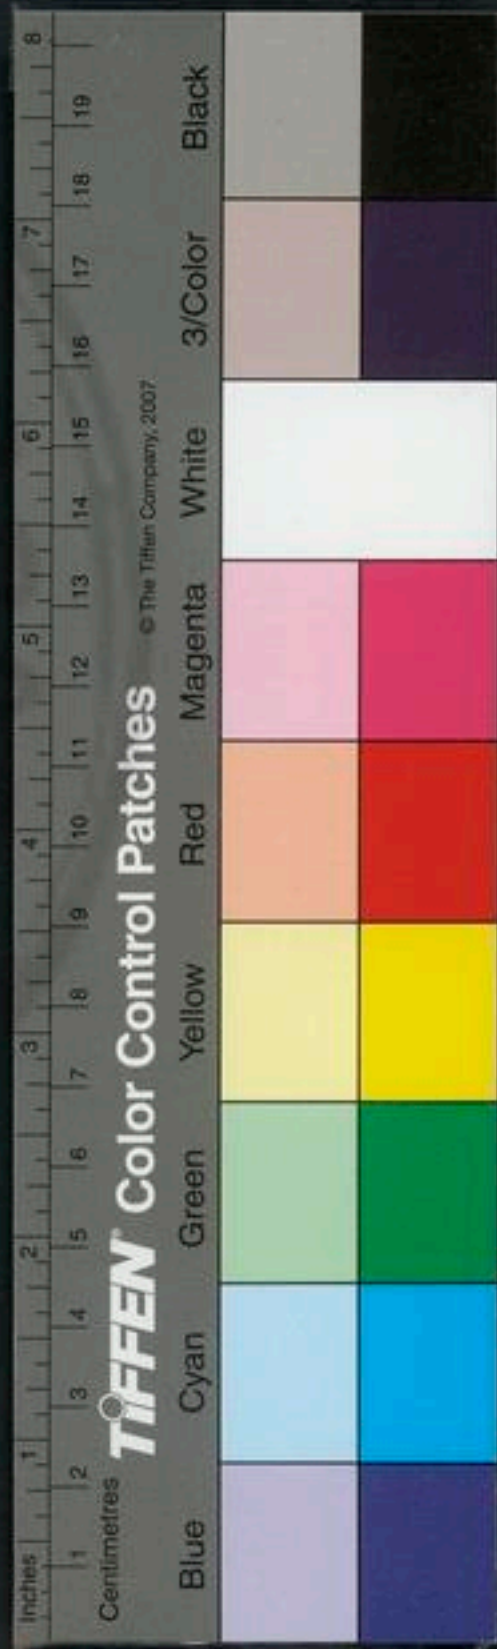 Inches 1 2 3 4 5 6 7 8
Centimetres 1 2 3 4 5 6 7 8 9 10 11 12 13 14 15 16 17 18 19
TIFFEN® Color Control Patches © The Tiffen Company, 2007
Blue Cyan Green Yellow Red Magenta White 3/Color Black